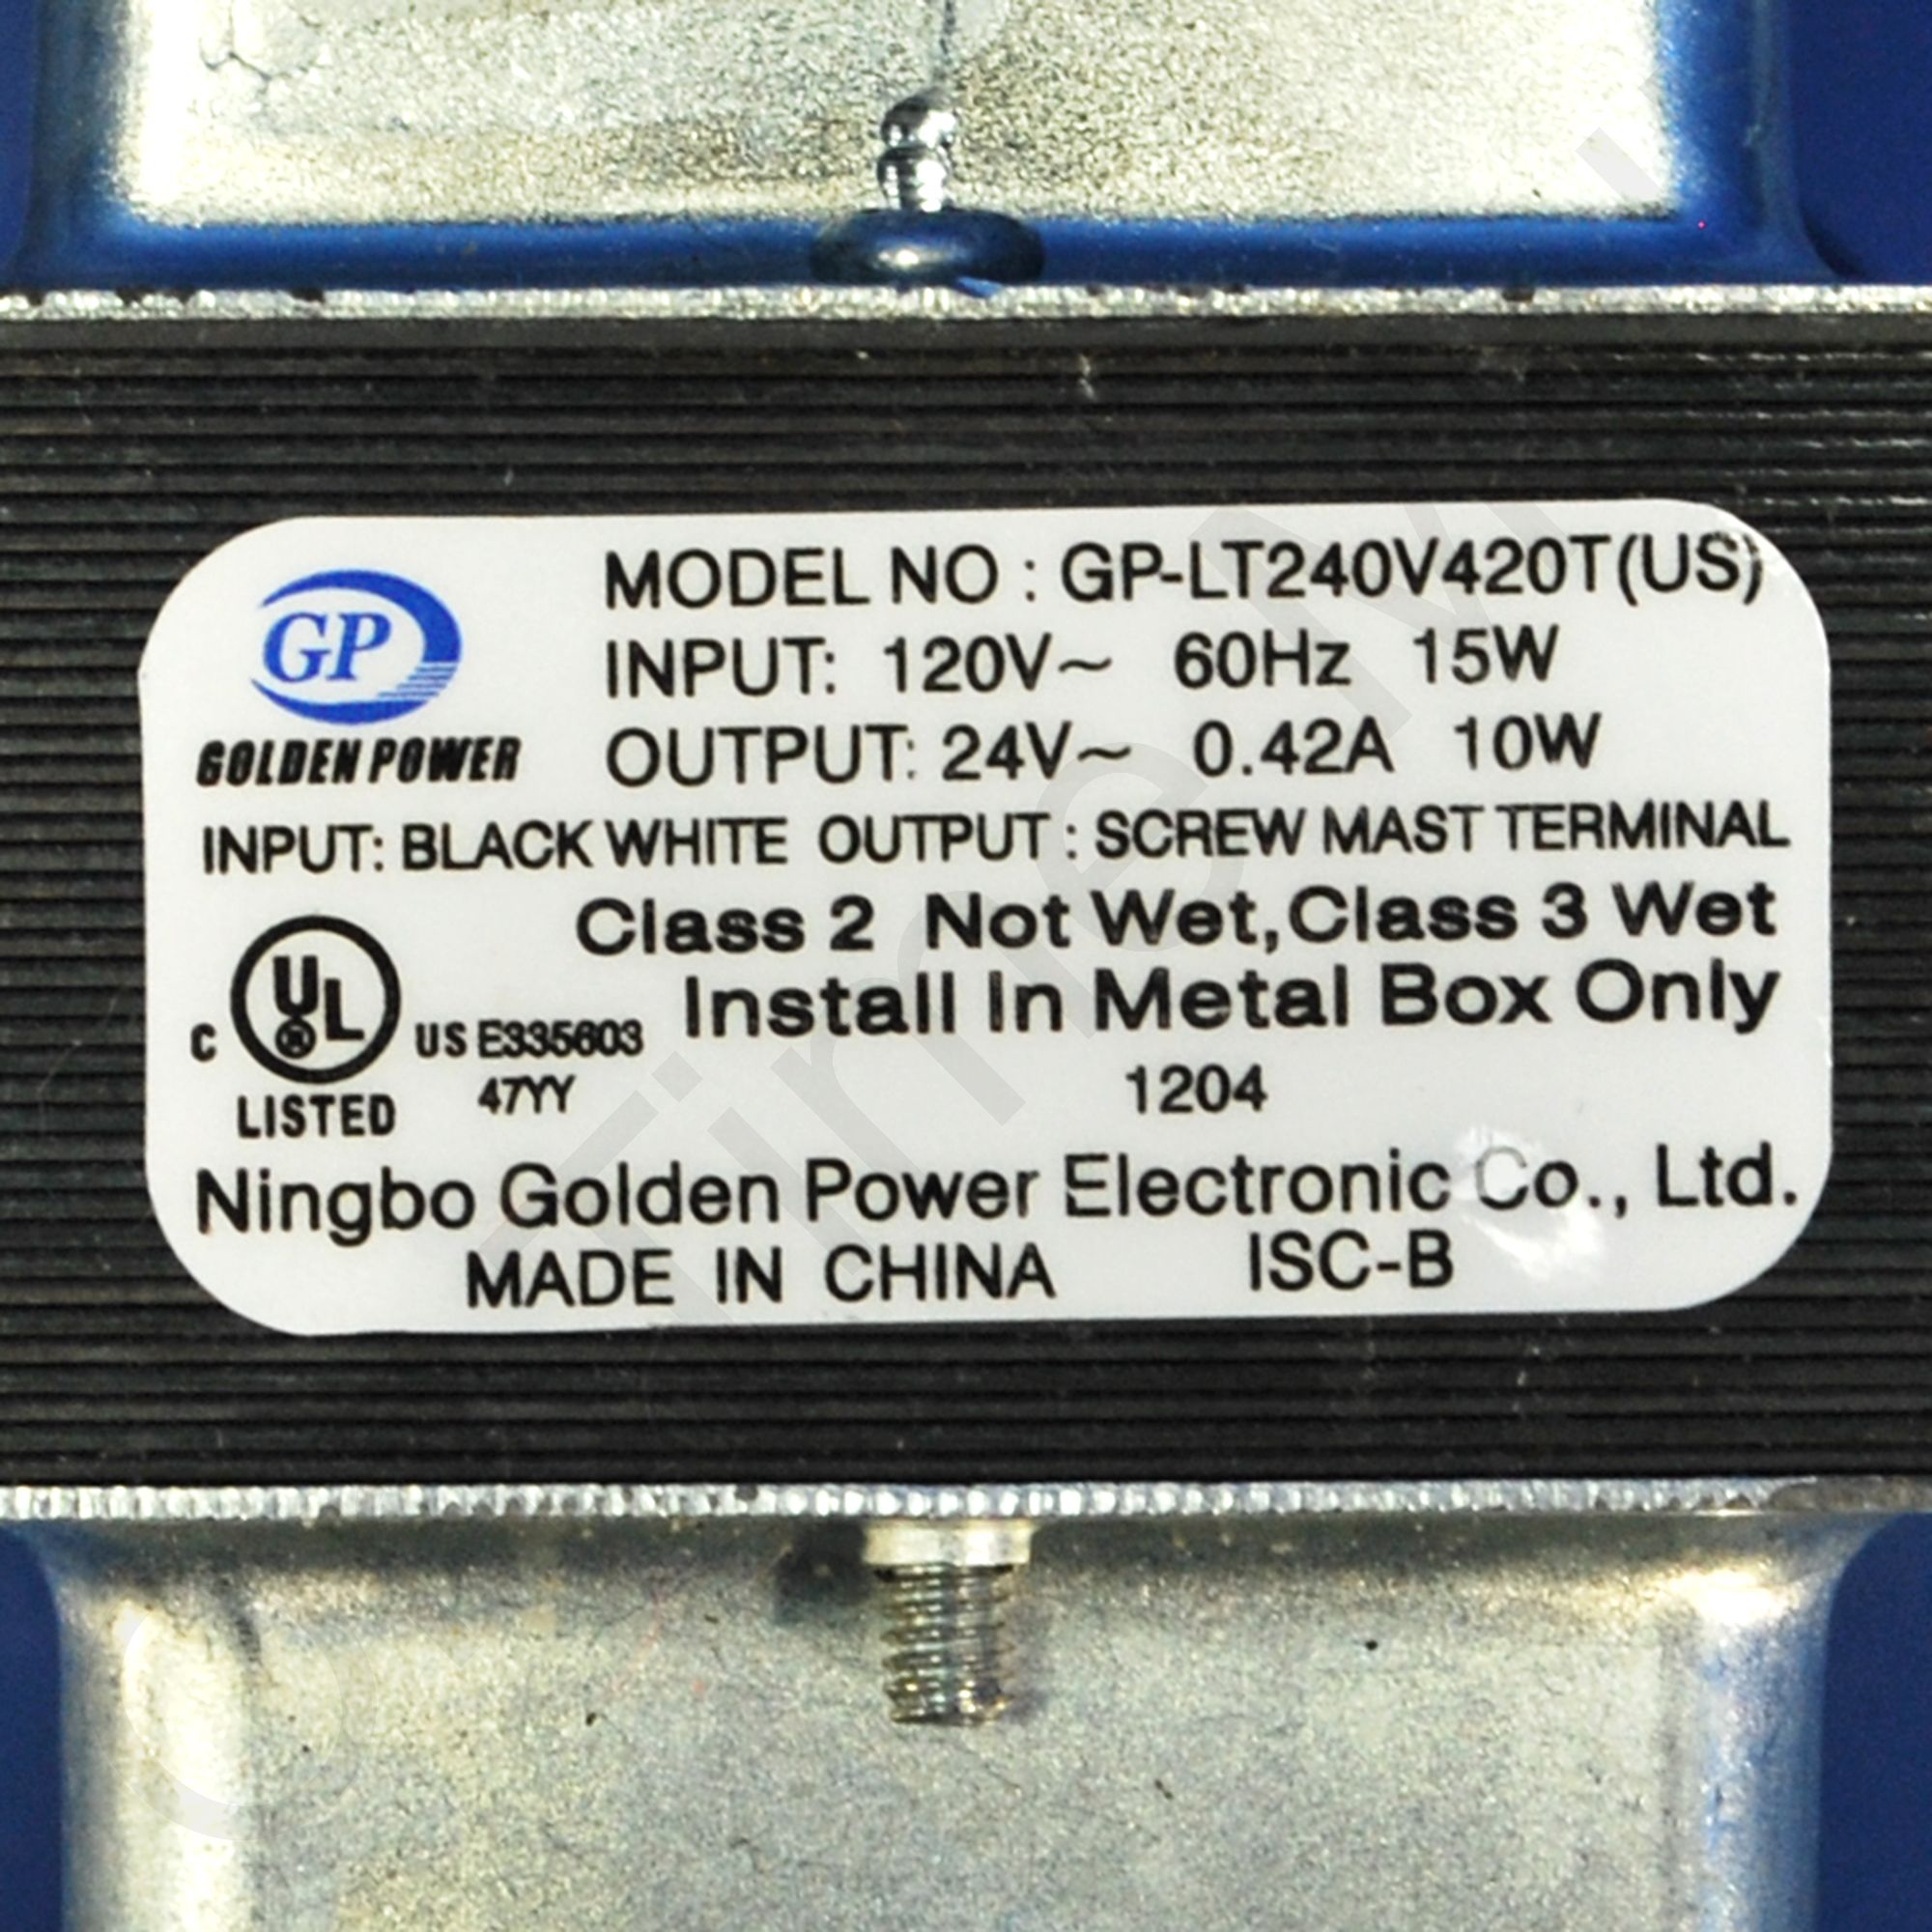 GP
GOLDEN POWER
MODEL NO : GP-LT240V420T(US)
INPUT: 120V~ 60Hz 15W
OUTPUT: 24V~ 0.42A 10W
INPUT: BLACK WHITE OUTPUT : SCREW MAST TERMINAL
Class 2 Not Wet,Class 3 Wet
Install In Metal Box Only
C UL ® US E335603
LISTED 47YY
1204
Ningbo Golden Power Electronic Co., Ltd.
MADE IN CHINA ISC-B